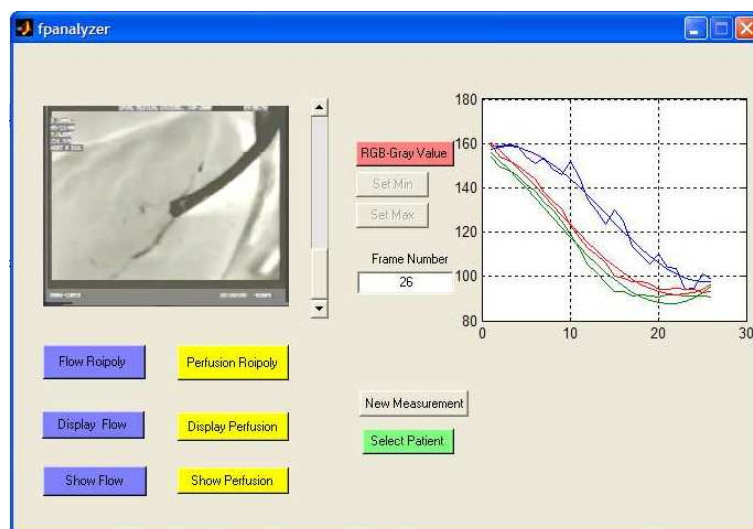 fpanalyzer
RGB-Gray Value
Set Min
Set Max
Frame Number
26
180
160
140
120
100
80
0
10
20
30
Flow Roipoly
Perfusion Roipoly
New Measurement
Display Flow
Display Perfusion
Select Patient
Show Flow
Show Perfusion